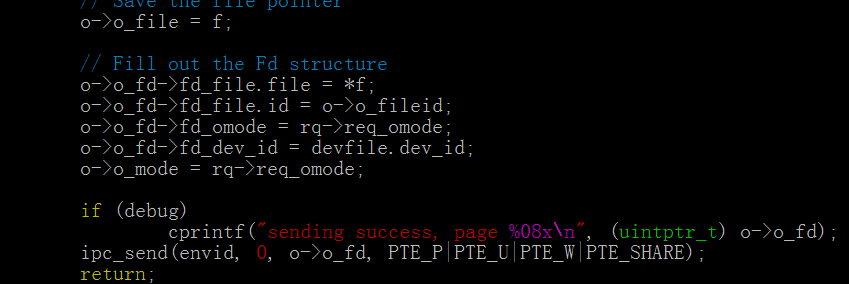 // Save the file pointer
o->o_file = f;
// Fill out the Fd structure
o->o_fd->fd_file.file = *f;
o->o_fd->fd_file.id = o->o_fileid;
o->o_fd->fd_omode = rq->req_omode;
o->o_fd->fd_dev_id = devfile.dev_id;
o->o_mode = rq->req_omode;
if (debug)
cprintf("sending success, page %08x\n", (uintptr_t) o->o_fd);
ipc_send(envid, 0, o->o_fd, PTE_P|PTE_U|PTE_W|PTE_SHARE);
return;